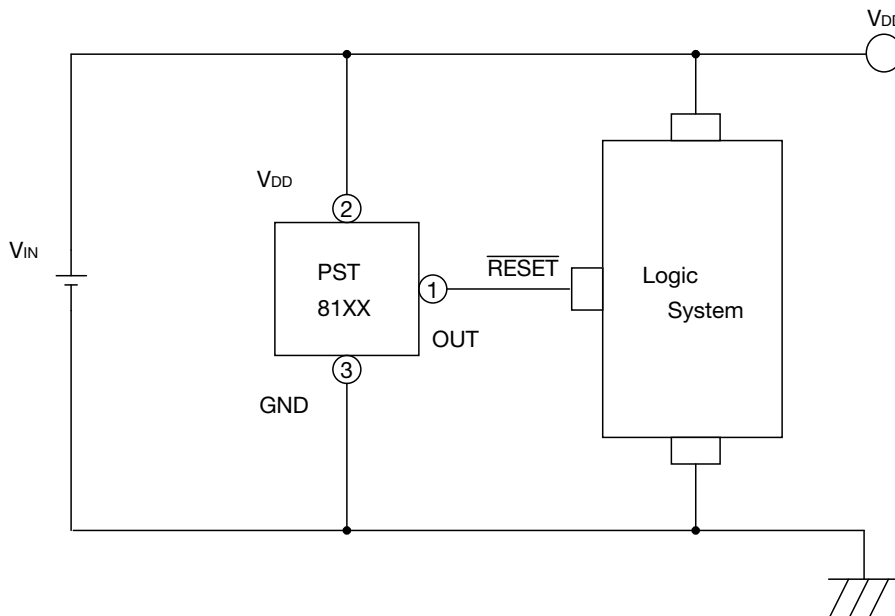 VDD
VDD
2
VIN
PST
81XX
1
RESET
Logic
System
OUT
3
GND